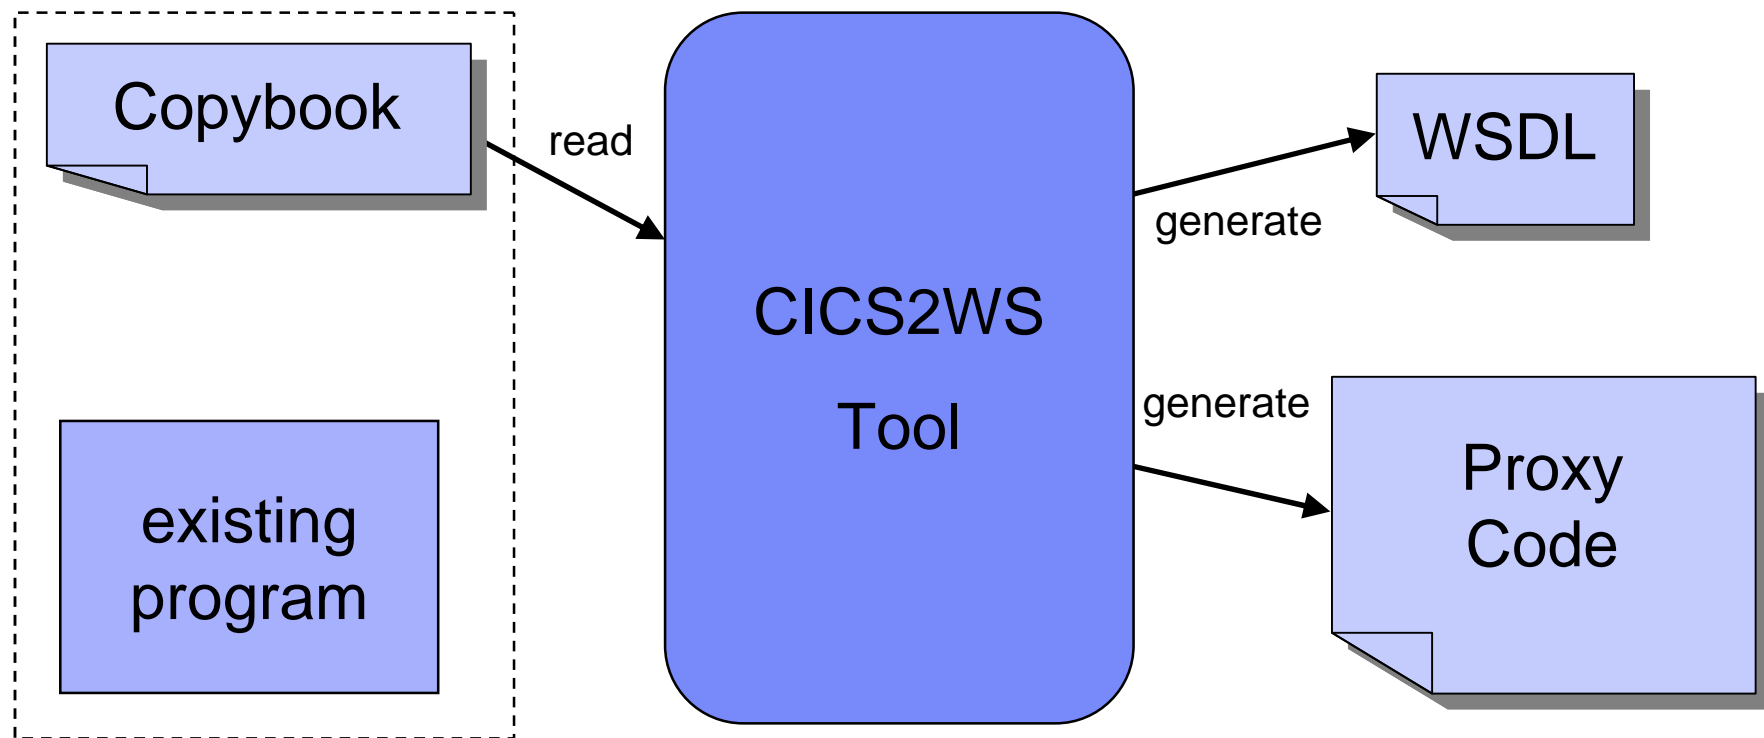 Copybook
read
existing
program
CICS2WS
Tool
generate
WSDL
generate
Proxy
Code